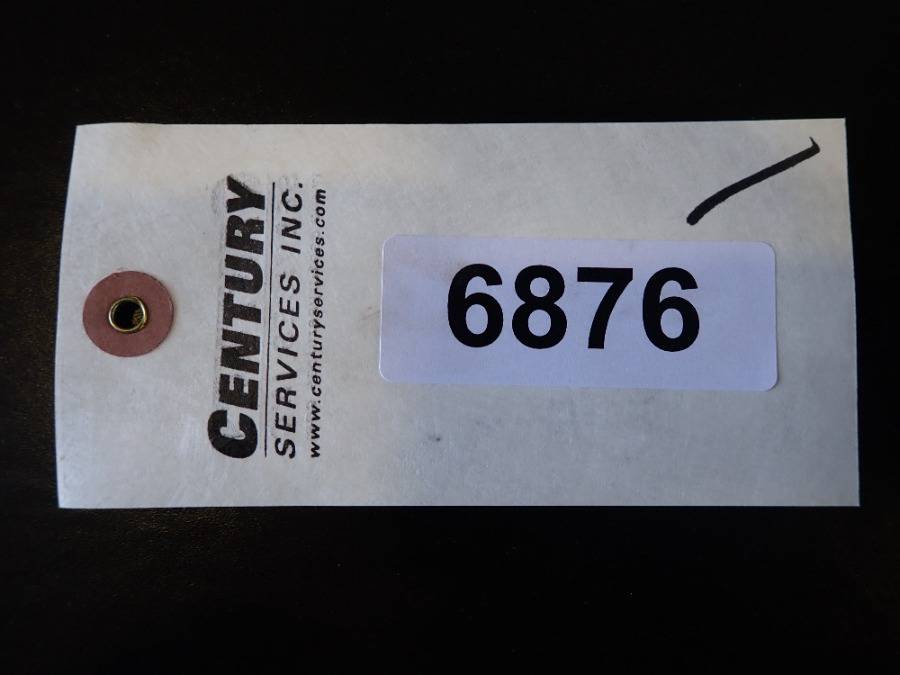 CENTURY
SERVICES INC.
www.centuryservices.com
6876